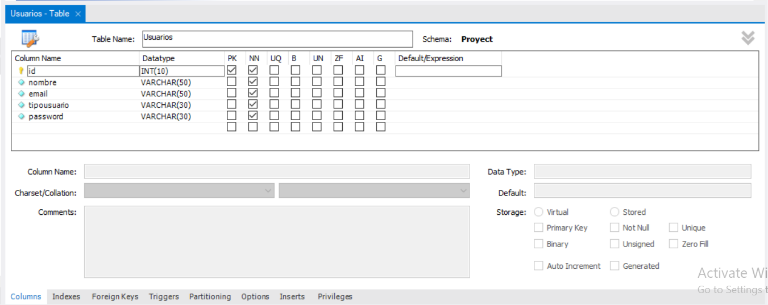 Usuarios - Table ×
Table Name: Usuarios Schema: Proyect
Column Name Datatype PK NN UQ B UN ZF AI G Default/Expression
id INT(10)
nombre VARCHAR(50)
email VARCHAR(50)
tipousuario VARCHAR(30)
password VARCHAR(30)
Column Name: Data Type:
Charset/Collation: Default:
Comments: Storage: Virtual Stored
Primary Key Not Null Unique
Binary Unsigned Zero Fill
Auto Increment Generated
Activate Wi
Go to Settings t
Columns Indexes Foreign Keys Triggers Partitioning Options Inserts Privileges